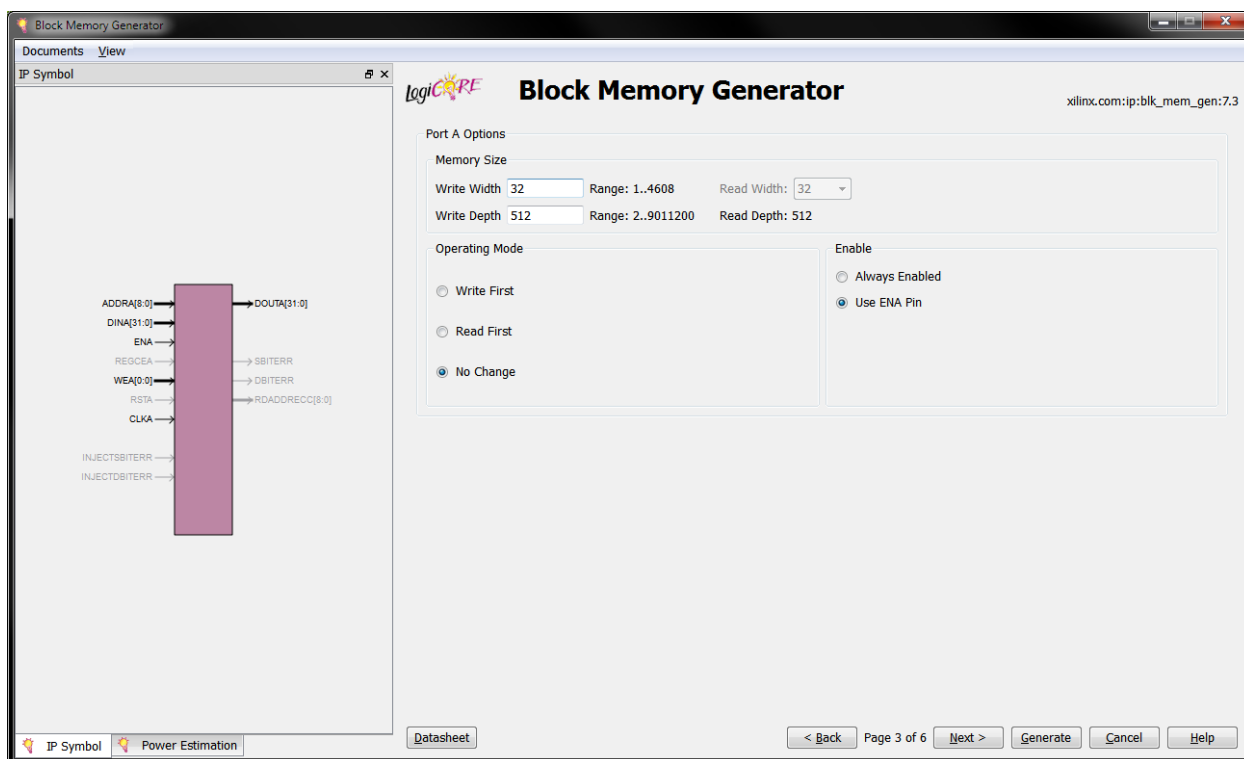 Block Memory Generator
Documents View
IP Symbol
LogiCORE
Block Memory Generator
xilinx.com:ip:blk_mem_gen:7.3
Port A Options
Memory Size
Write Width 32 Range: 1..4608 Read Width: 32
Write Depth 512 Range: 2..9011200 Read Depth: 512
Operating Mode
Write First
Read First
No Change
Enable
Always Enabled
Use ENA Pin
ADDRA[8:0] DOUTA[31:0]
DINA[31:0]
ENA
REGCEA SBITERR
WEA[0:0] DBITERR
RSTA RDADDRECC[8:0]
CLKA
INJECTSBITERR
INJECTDBITERR
IP Symbol Power Estimation
Datasheet < Back Page 3 of 6 Next > Generate Cancel Help